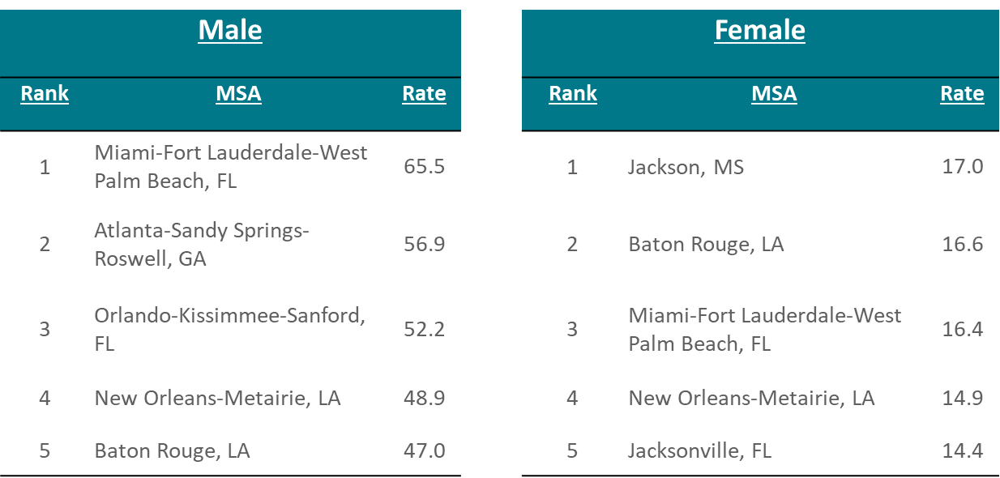 Male
Rank MSA Rate
1 Miami-Fort Lauderdale-West Palm Beach, FL 65.5
2 Atlanta-Sandy Springs-Roswell, GA 56.9
3 Orlando-Kissimmee-Sanford, FL 52.2
4 New Orleans-Metairie, LA 48.9
5 Baton Rouge, LA 47.0
Female
Rank MSA Rate
1 Jackson, MS 17.0
2 Baton Rouge, LA 16.6
3 Miami-Fort Lauderdale-West Palm Beach, FL 16.4
4 New Orleans-Metairie, LA 14.9
5 Jacksonville, FL 14.4